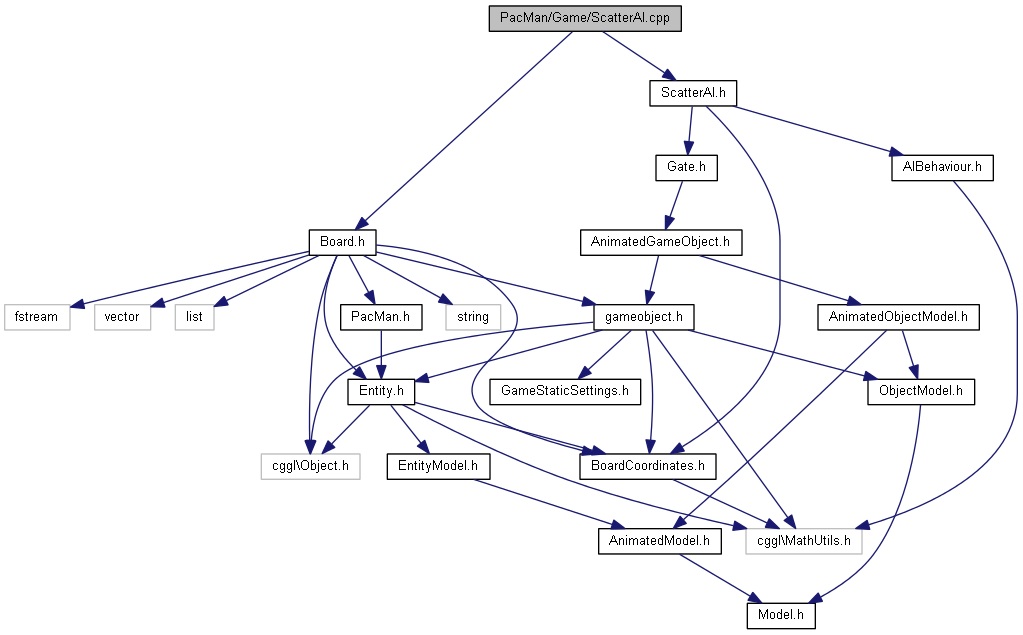 PacMan/Game/ScatterAI.cpp
ScatterAI.h
Gate.h
AIBehaviour.h
Board.h
AnimatedGameObject.h
fstream
vector
list
PacMan.h
string
gameobject.h
AnimatedObjectModel.h
Entity.h
GameStaticSettings.h
ObjectModel.h
cggl\Object.h
EntityModel.h
BoardCoordinates.h
AnimatedModel.h
cggl\MathUtils.h
Model.h